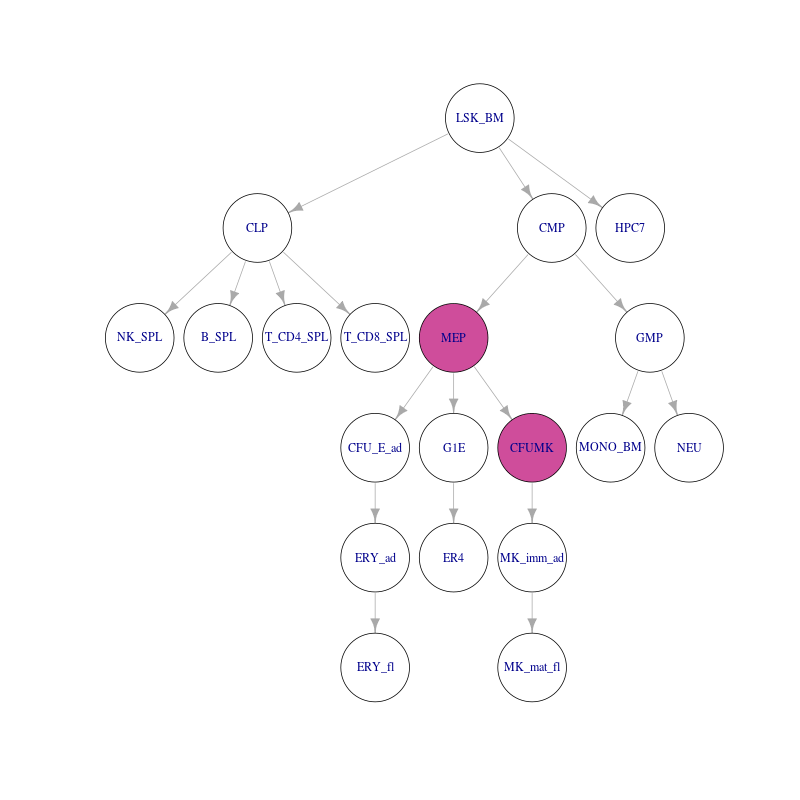 LSK_BM
CLP
CMP
HPC7
NK_SPL
B_SPL
T_CD4_SPL
T_CD8_SPL
MEP
GMP
CFU_E_ad
G1E
CFUMK
MONO_BM
NEU
ERY_ad
ER4
MK_imm_ad
ERY_fl
MK_mat_fl